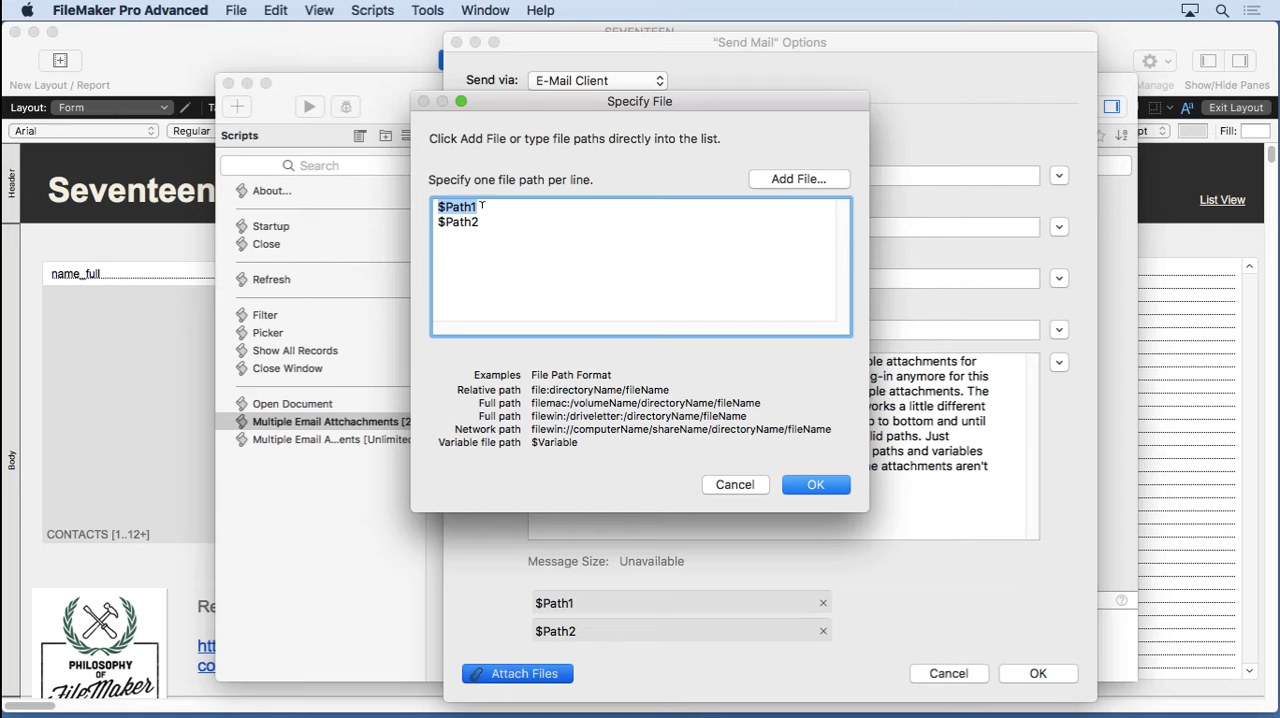 FileMaker Pro Advanced File Edit View Scripts Tools Window Help
SEVENTEEN
"Send Mail" Options
New Layout / Report
Manage
Show/Hide Panes
Send via: E-Mail Client
Layout: Form
Exit Layout
Specify File
Arial
Regular
pt
Fill:
Scripts
Click Add File or type file paths directly into the list.
Search
Header
Seventeen
About...
Specify one file path per line.
Add File...
List View
$Path1
$Path2
Startup
Close
name_full
Refresh
Filter
Picker
Show All Records
Close Window
Open Document
Multiple Email Attchachments [2
Multiple Email A...ents [Unlimited
Examples File Path Format
Relative path file:directoryName/fileName
Full path filemac:/volumeName/directoryName/fileName
Full path filewin:/driveletter:/directoryName/fileName
Network path filewin://computerName/shareName/directoryName/fileName
Variable file path $Variable
ple attachments for
g-in anymore for this
ple attachments. The
orks a little different
p to bottom and until
lid paths. Just
paths and variables
e attachments aren't
Body
Cancel
OK
CONTACTS [1..12+]
Message Size: Unavailable
$Path1
$Path2
Re
htt
co
PHILOSOPHY
OF
FileMaker
Attach Files
Cancel
OK